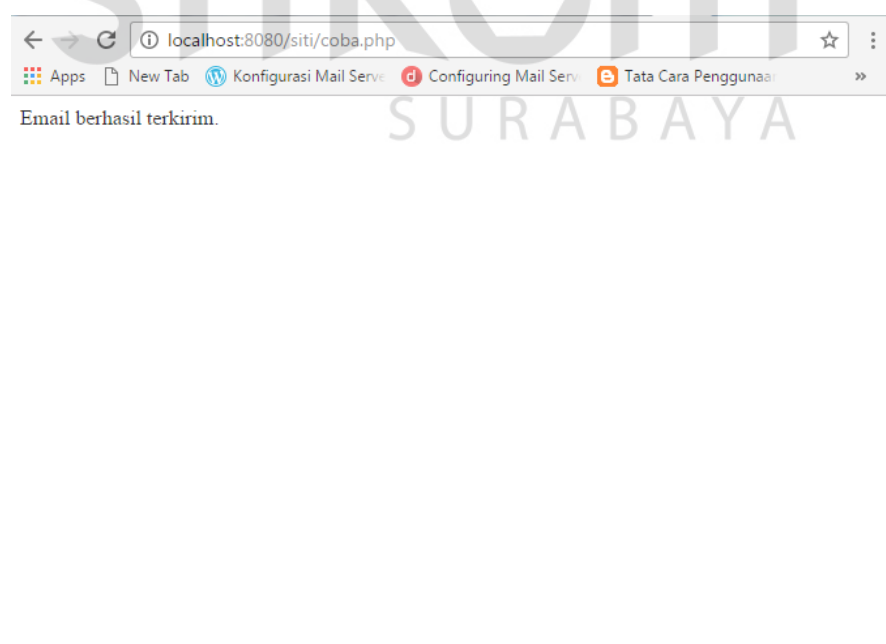 localhost:8080/siti/coba.php
Apps New Tab Konfigurasi Mail Serve Configuring Mail Serv Tata Cara Penggunaa »
Email berhasil terkirim.
SURABAYA